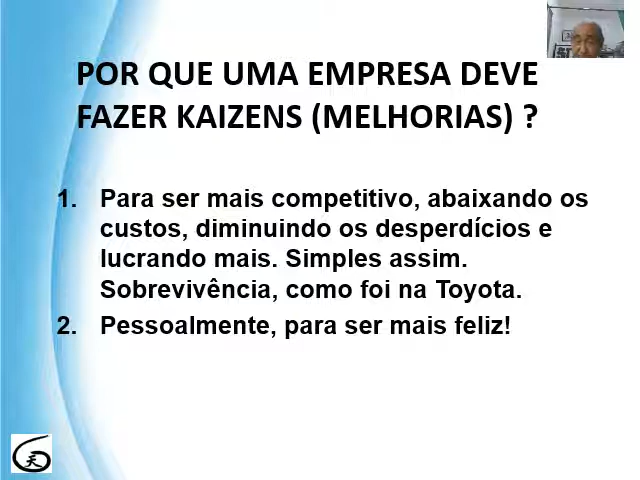 POR QUE UMA EMPRESA DEVE
FAZER KAIZENS (MELHORIAS) ?
1. Para ser mais competitivo, abaixando os
custos, diminuindo os desperdícios e
lucrando mais. Simples assim.
Sobrevivência, como foi na Toyota.
2. Pessoalmente, para ser mais feliz!